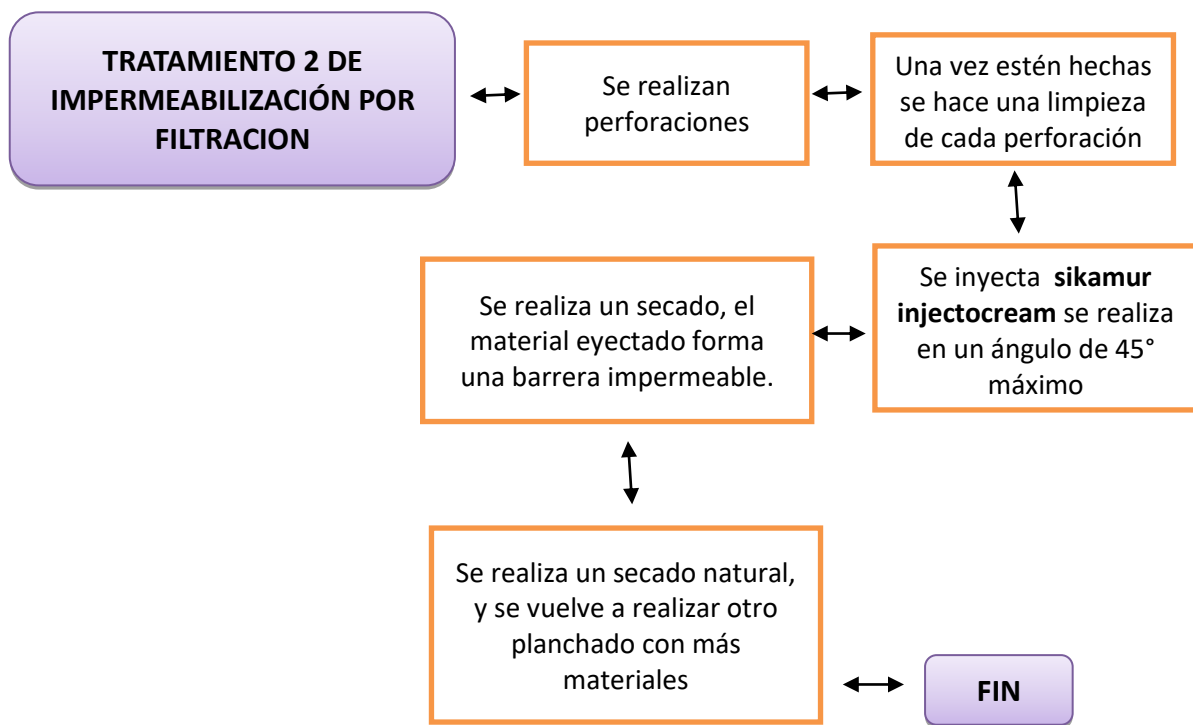 TRATAMIENTO 2 DE
IMPERMEABILIZACIÓN POR
FILTRACION
Se realizan
perforaciones
Una vez estén hechas
se hace una limpieza
de cada perforación
Se inyecta sikamur
injectocream se realiza
en un ángulo de 45°
máximo
Se realiza un secado, el
material eyectado forma
una barrera impermeable.
Se realiza un secado natural,
y se vuelve a realizar otro
planchado con más
materiales
FIN